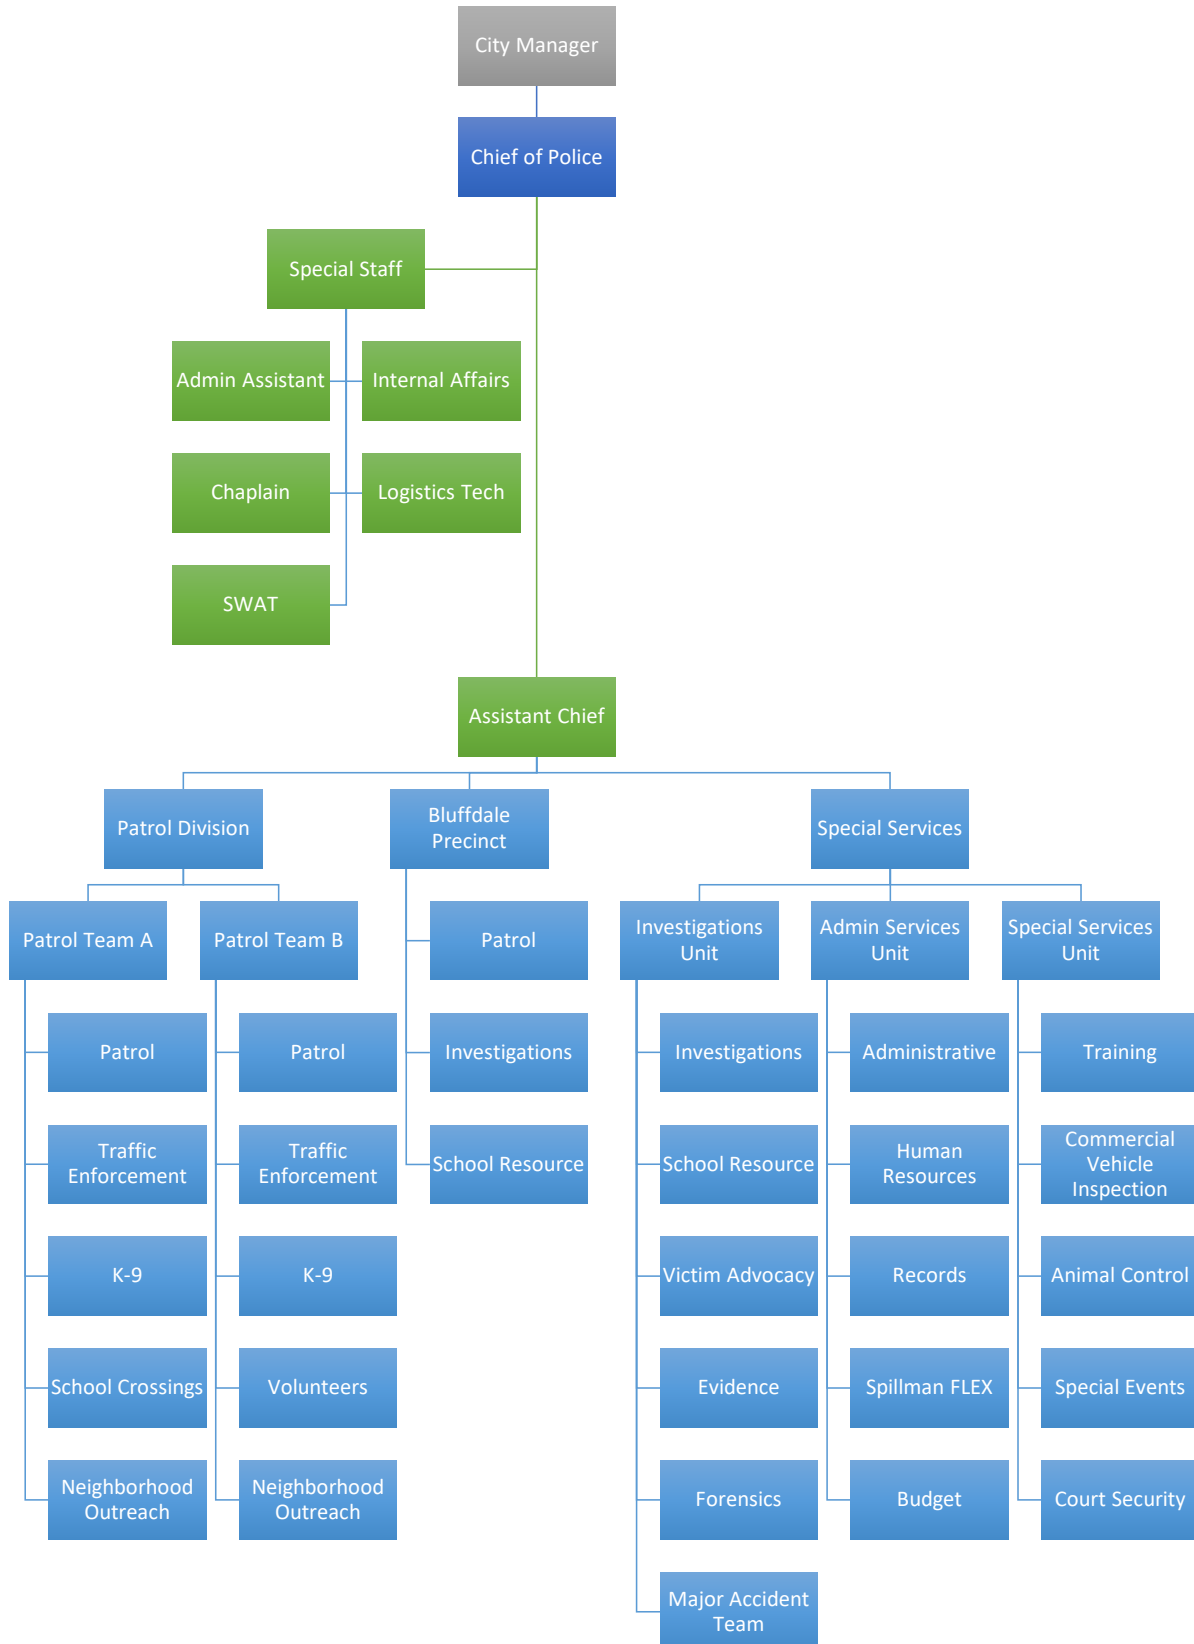 City Manager
Chief of Police
Special Staff
Admin Assistant
Internal Affairs
Chaplain
Logistics Tech
SWAT
Assistant Chief
Patrol Division
Bluffdale
Precinct
Special Services
Patrol Team A
Patrol Team B
Patrol
Investigations
Unit
Admin Services
Unit
Special Services
Unit
Patrol
Patrol
Investigations
Investigations
Administrative
Training
Traffic
Enforcement
Traffic
Enforcement
School Resource
School Resource
Human
Resources
Commercial
Vehicle
Inspection
K-9
K-9
Victim Advocacy
Records
Animal Control
School Crossings
Volunteers
Evidence
Spillman FLEX
Special Events
Neighborhood
Outreach
Neighborhood
Outreach
Forensics
Budget
Court Security
Major Accident
Team